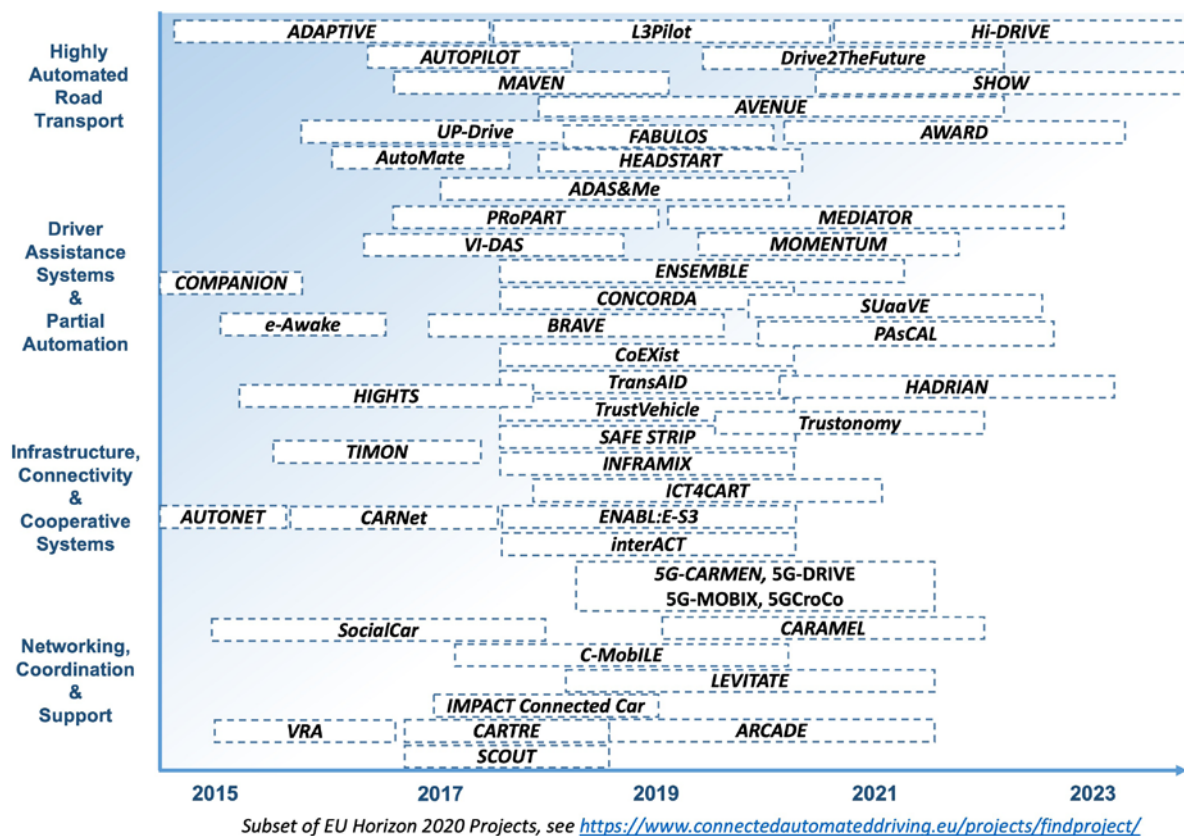 Highly
Automated
Road
Transport
ADAPTIVE
L3Pilot
Hi-DRIVE
AUTOPILOT
Drive2TheFuture
MAVEN
SHOW
AVENUE
UP-Drive
FABULOS
AWARD
AutoMate
HEADSTART
ADAS&Me
Driver
Assistance
Systems
&
Partial
Automation
PRoPART
MEDIATOR
VI-DAS
MOMENTUM
ENSEMBLE
COMPANION
CONCORDA
SUaaVE
e-Awake
BRAVE
PAsCAL
CoEXist
TransAID
HADRIAN
HIGHTS
TrustVehicle
Trustonomy
Infrastructure,
Connectivity
&
Cooperative
Systems
SAFE STRIP
TIMON
INFRAMIX
ICT4CART
AUTONET
CARNet
ENABL:E-S3
interACT
5G-CARMEN, 5G-DRIVE
5G-MOBIX, 5GCroCo
Networking,
Coordination
&
Support
SocialCar
CARAMEL
C-MobILE
LEVITATE
IMPACT Connected Car
VRA
CARTRE
ARCADE
SCOUT
2015
2017
2019
2021
2023
Subset of EU Horizon 2020 Projects, see https://www.connectedautomateddriving.eu/projects/findproject/